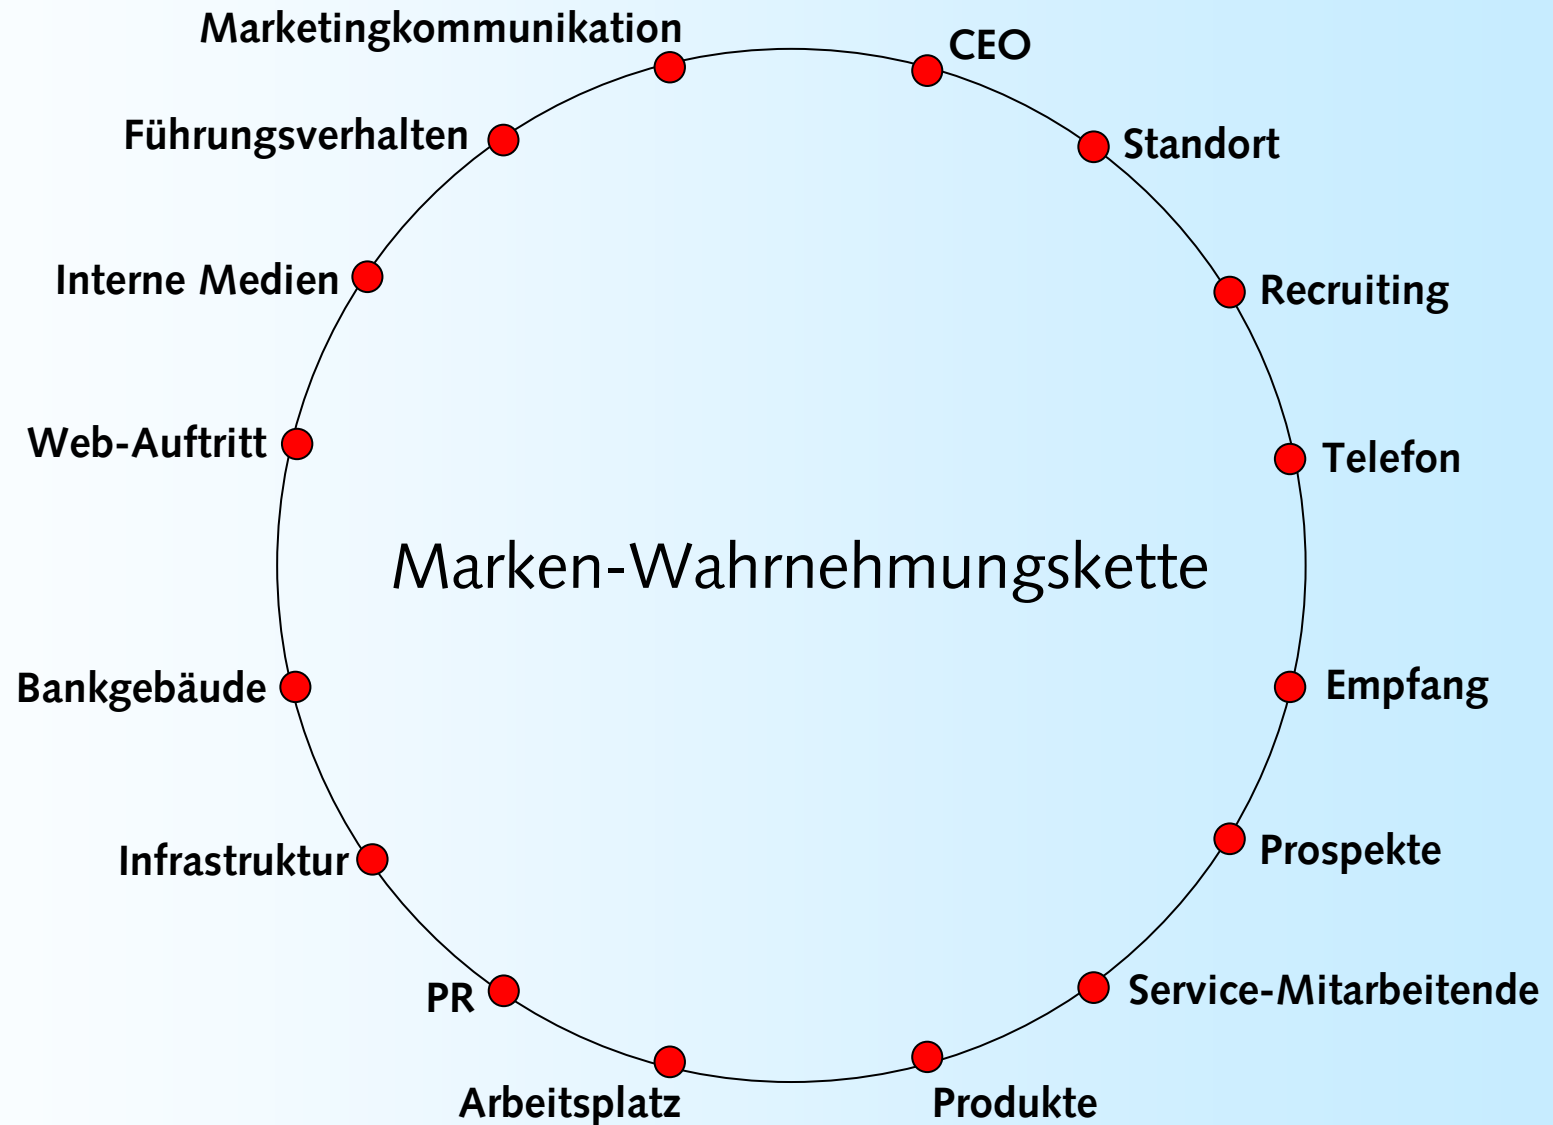 Marketingkommunikation
CEO
Führungsverhalten
Standort
Interne Medien
Recruiting
Web-Auftritt
Telefon
Marken-Wahrnehmungskette
Bankgebäude
Empfang
Infrastruktur
Prospekte
PR
Service-Mitarbeitende
Arbeitsplatz
Produkte